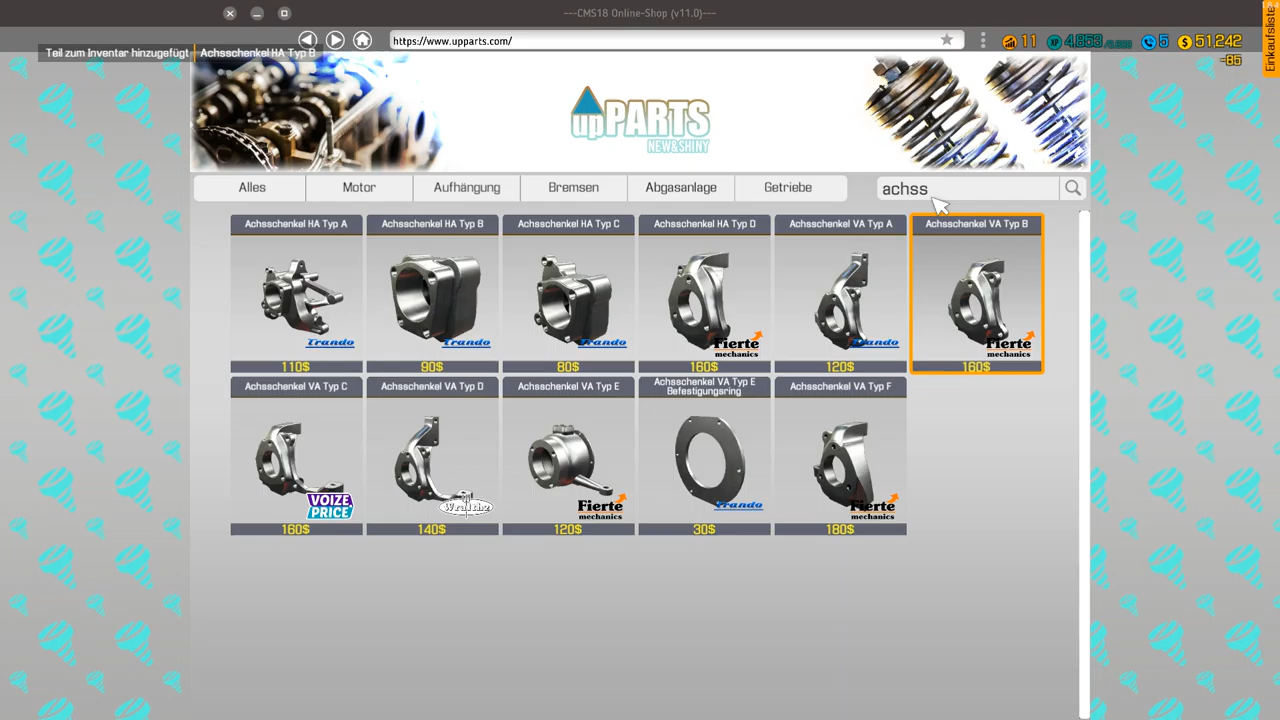 ---CMS18 Online-Shop (v11.0)---
https://www.upparts.com/
11
5
51,242
-85
Einkaufsliste
Teil zum Inventar hinzugefügt Achsschenkel HA Typ B
upPARTS
NEW&SHINY
Alles Motor Aufhängung Bremsen Abgasanlage Getriebe achss
Achsschenkel HA Typ A Achsschenkel HA Typ B Achsschenkel HA Typ C Achsschenkel HA Typ D Achsschenkel VA Typ A Achsschenkel VA Typ B
Trando Trando Trando Fierte mechanics Trando Fierte mechanics
110$ 90$ 80$ 160$ 120$ 160$
Achsschenkel VA Typ C Achsschenkel VA Typ D Achsschenkel VA Typ E Achsschenkel VA Typ E Befestigungsring Achsschenkel VA Typ F
VOIZE PRICE Fierte mechanics Trando Fierte mechanics
160$ 140$ 120$ 30$ 180$